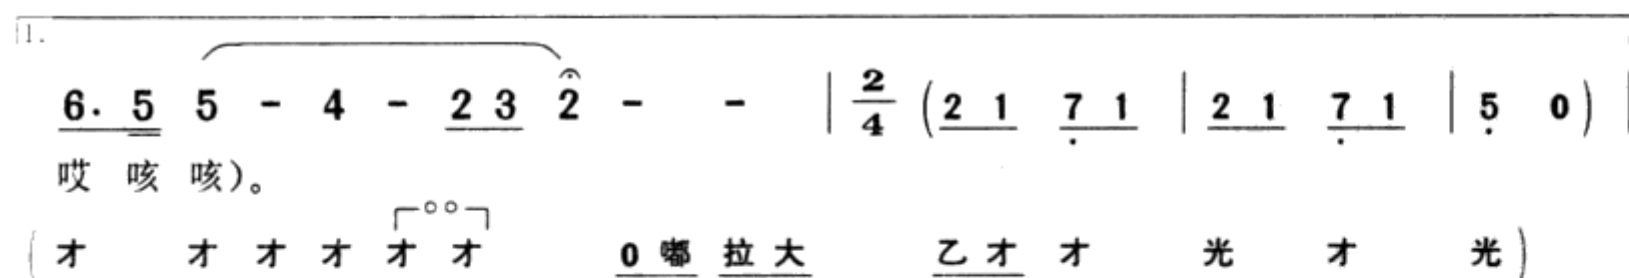 1.
6. 5 5 - 4 - 2 3 2 - - | 2/4 (2 1 7 1 | 2 1 7 1 | 5 0) |
哎 咳 咳)。
(才 才 才 才 才 才 0 嘟 拉 大 乙 才 才 光 才 光)